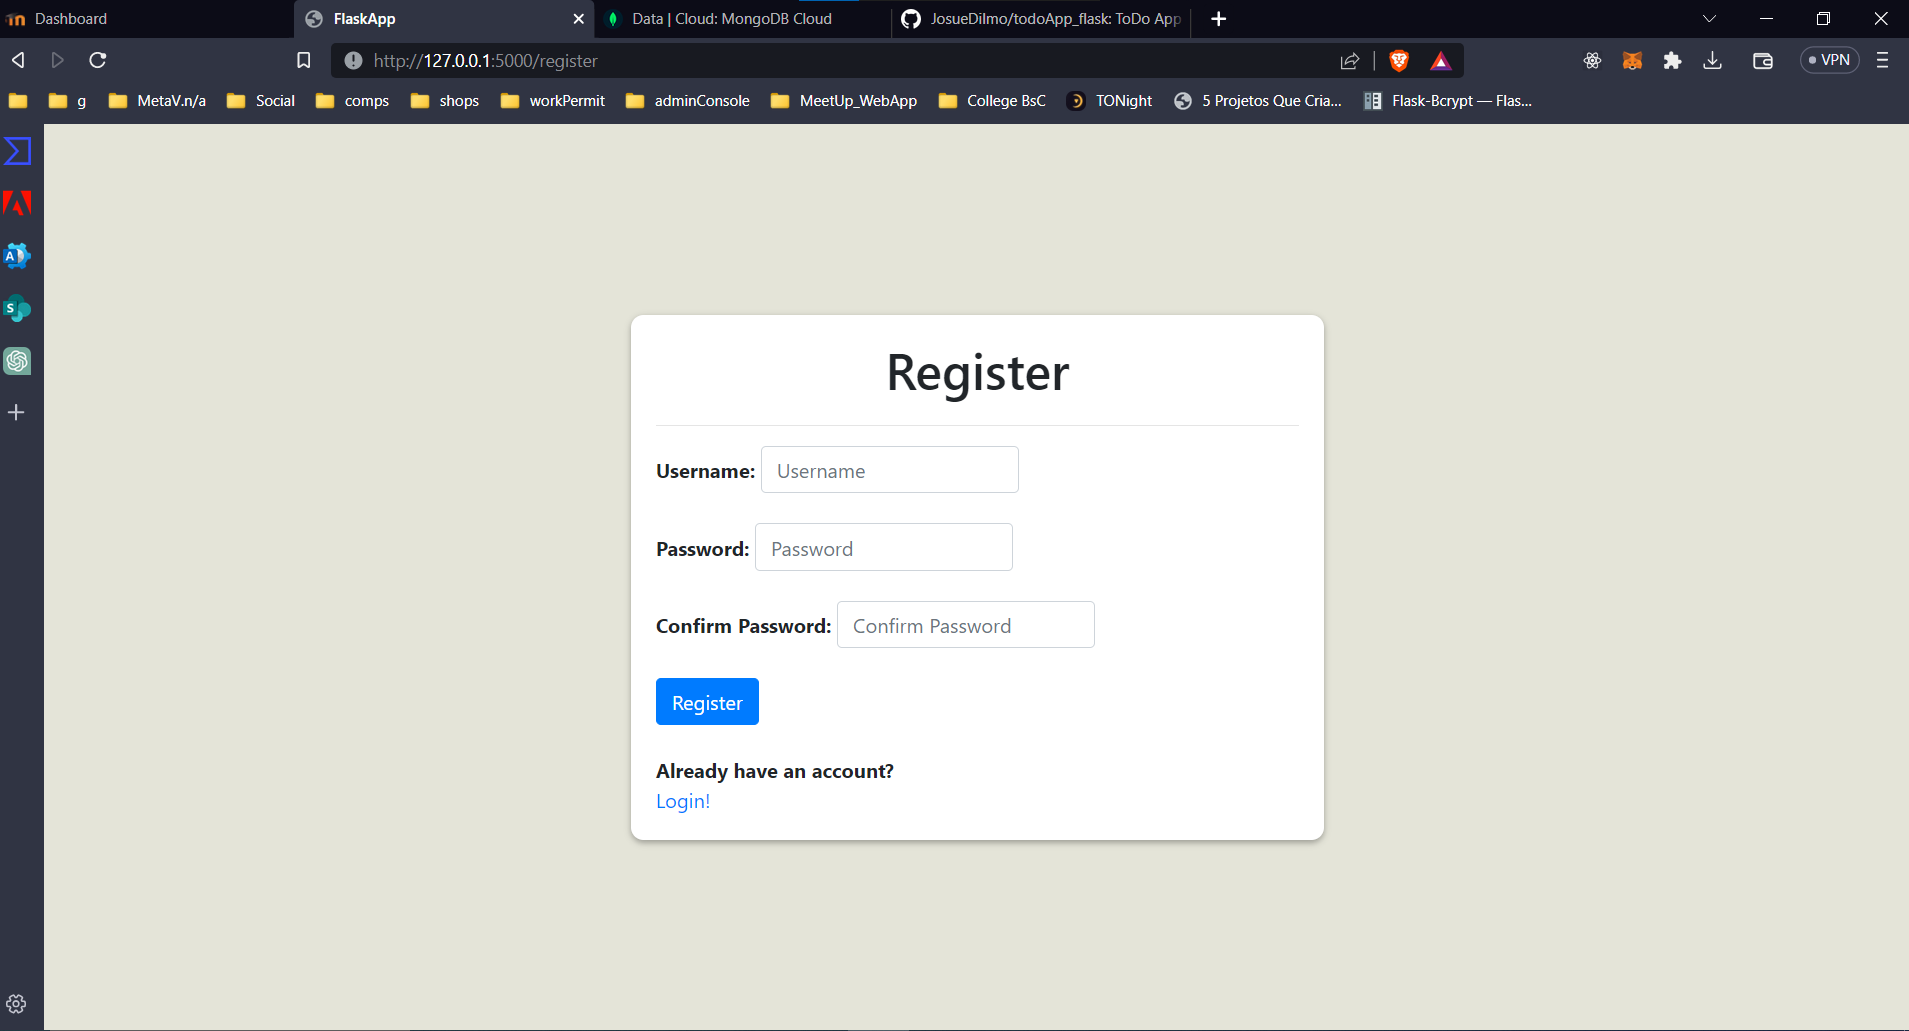 Dashboard FlaskApp Data | Cloud: MongoDB Cloud JosueDilmo/todoApp_flask: ToDo App
http://127.0.0.1:5000/register VPN
g MetaV.n/a Social comps shops workPermit adminConsole MeetUp_WebApp College BsC TONight 5 Projetos Que Cria... Flask-Bcrypt — Flas...
Register
Username: Username
Password: Password
Confirm Password: Confirm Password
Register
Already have an account?
Login!